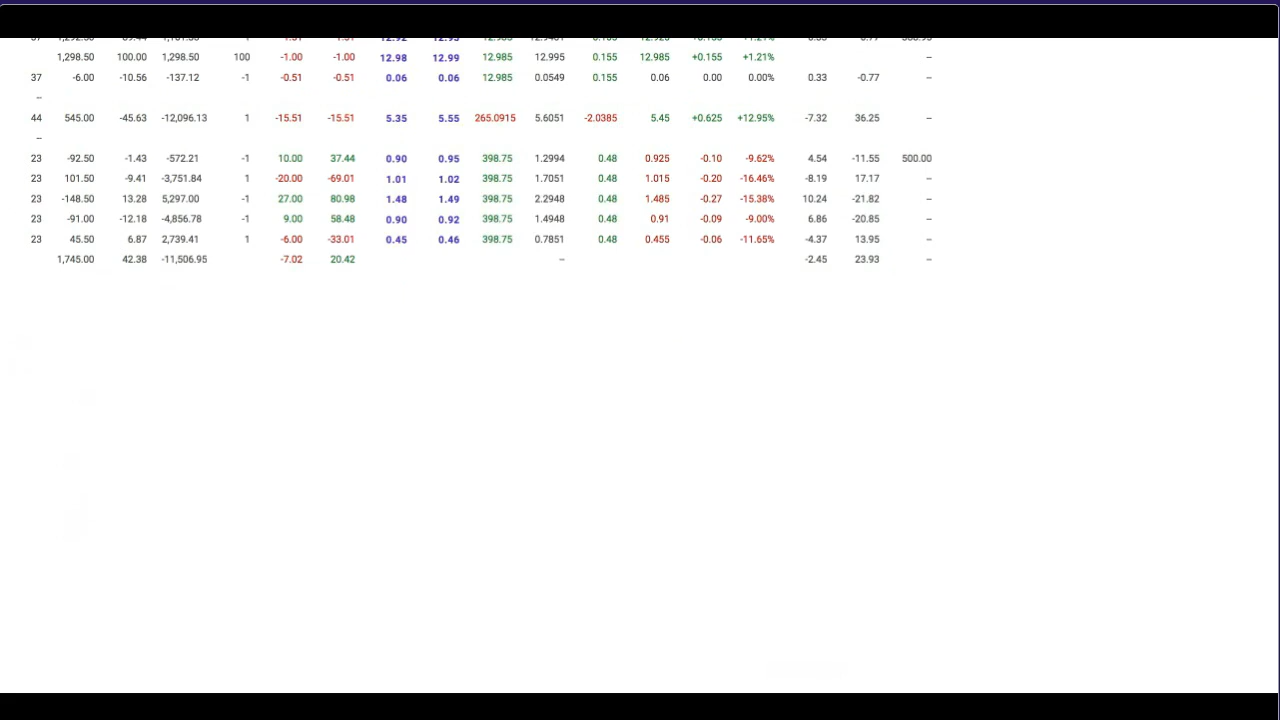 1,298.50 100.00 1,298.50 100 -1.00 -1.00 12.98 12.99 12.985 12.995 0.155 12.985 +0.155 +1.21% --
37 -6.00 -10.56 -137.12 -1 -0.51 -0.51 0.06 0.06 12.985 0.0549 0.155 0.06 0.00 0.00% 0.33 -0.77 --
--
44 545.00 -45.63 -12,096.13 1 -15.51 -15.51 5.35 5.55 265.0915 5.6051 -2.0385 5.45 +0.625 +12.95% -7.32 36.25 --
--
23 -92.50 -1.43 -572.21 -1 10.00 37.44 0.90 0.95 398.75 1.2994 0.48 0.925 -0.10 -9.62% 4.54 -11.55 500.00
23 101.50 -9.41 -3,751.84 1 -20.00 -69.01 1.01 1.02 398.75 1.7051 0.48 1.015 -0.20 -16.46% -8.19 17.17 --
23 -148.50 13.28 5,297.00 -1 27.00 80.98 1.48 1.49 398.75 2.2948 0.48 1.485 -0.27 -15.38% 10.24 -21.82 --
23 -91.00 -12.18 -4,856.78 -1 9.00 58.48 0.90 0.92 398.75 1.4948 0.48 0.91 -0.09 -9.00% 6.86 -20.85 --
23 45.50 6.87 2,739.41 1 -6.00 -33.01 0.45 0.46 398.75 0.7851 0.48 0.455 -0.06 -11.65% -4.37 13.95 --
1,745.00 42.38 -11,506.95 -7.02 20.42 -- -2.45 23.93 --